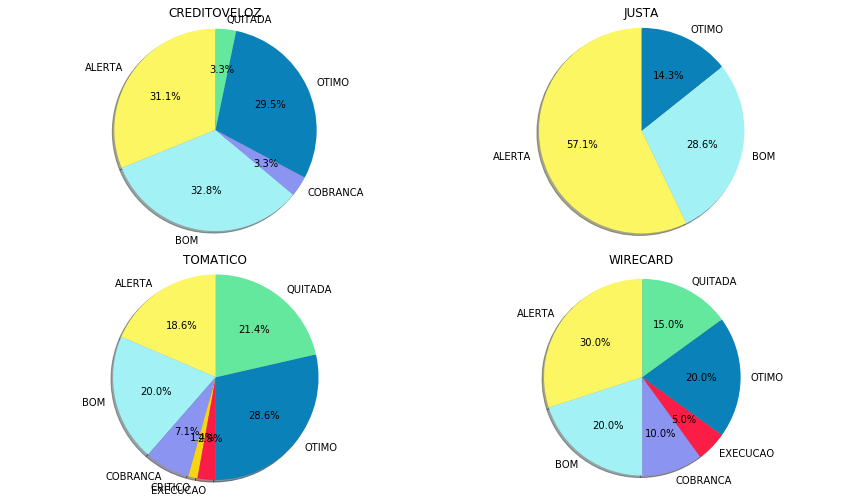 CREDITOVELOZ
QUITADA
3.3%
ALERTA
31.1%
OTIMO
29.5%
3.3%
COBRANCA
32.8%
BOM
JUSTA
OTIMO
14.3%
ALERTA
57.1%
28.6%
BOM
TOMATICO
ALERTA
18.6%
QUITADA
21.4%
BOM
20.0%
28.6%
OTIMO
7.1%
COBRANCA
CRITICO
EXECUCAO
WIRECARD
QUITADA
15.0%
ALERTA
30.0%
20.0%
OTIMO
20.0%
BOM
10.0%
5.0%
EXECUCAO
COBRANCA